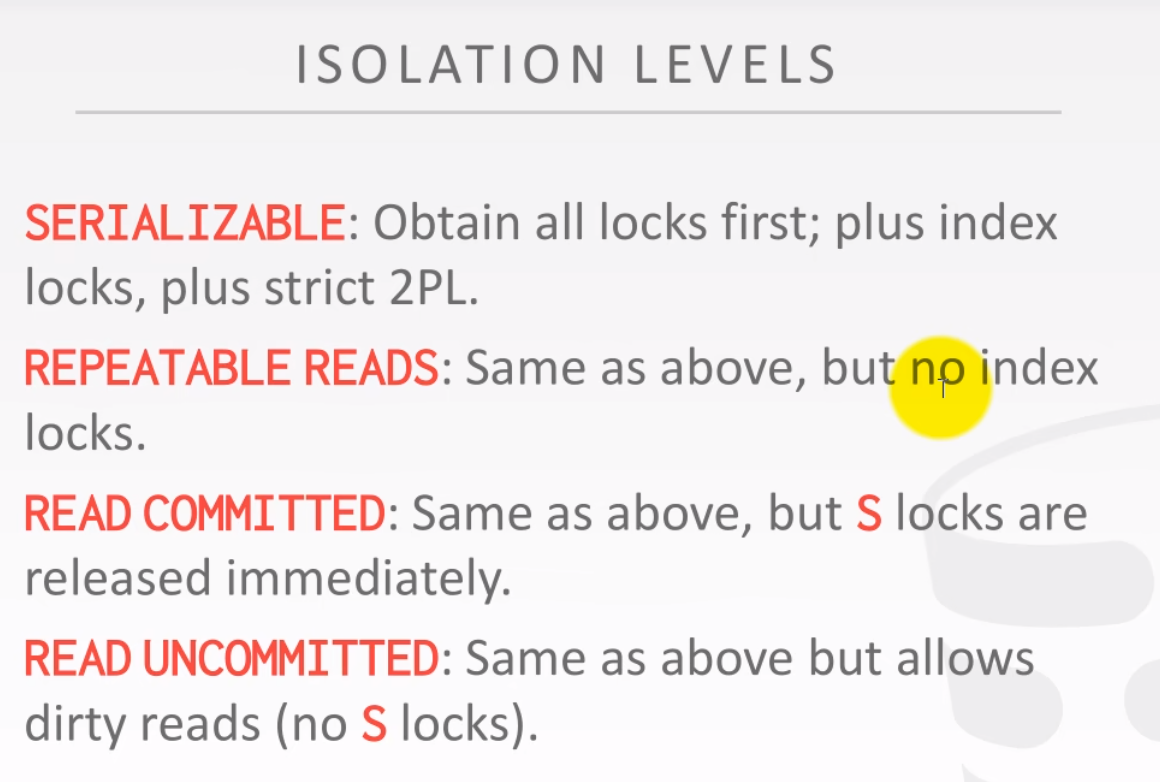 ISOLATION LEVELS
SERIALIZABLE: Obtain all locks first; plus index
locks, plus strict 2PL.
REPEATABLE READS: Same as above, but no index
locks.
READ COMMITTED: Same as above, but S locks are
released immediately.
READ UNCOMMITTED: Same as above but allows
dirty reads (no S locks).